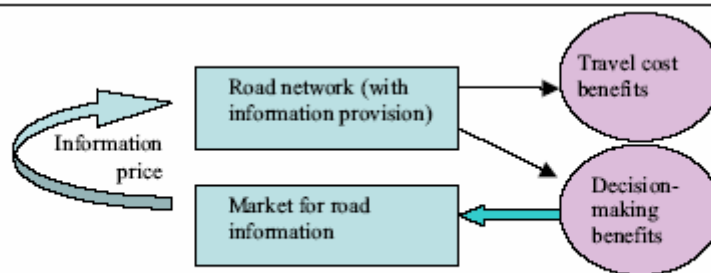 Road network (with
information provision)
Travel cost
benefits
Information
price
Market for road
information
Decision-
making
benefits